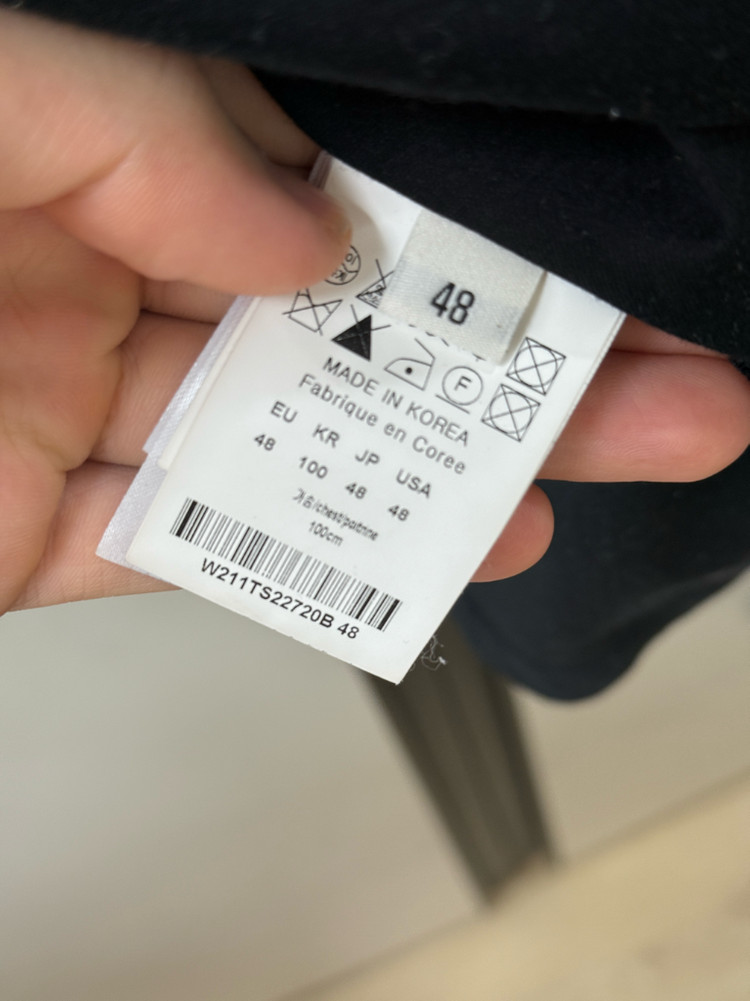 48
F
MADE IN KOREA
Fabrique en Coree
EU KR JP USA
48 100 48 48
가슴/chest/poitrine
100cm
W211TS22720B 48